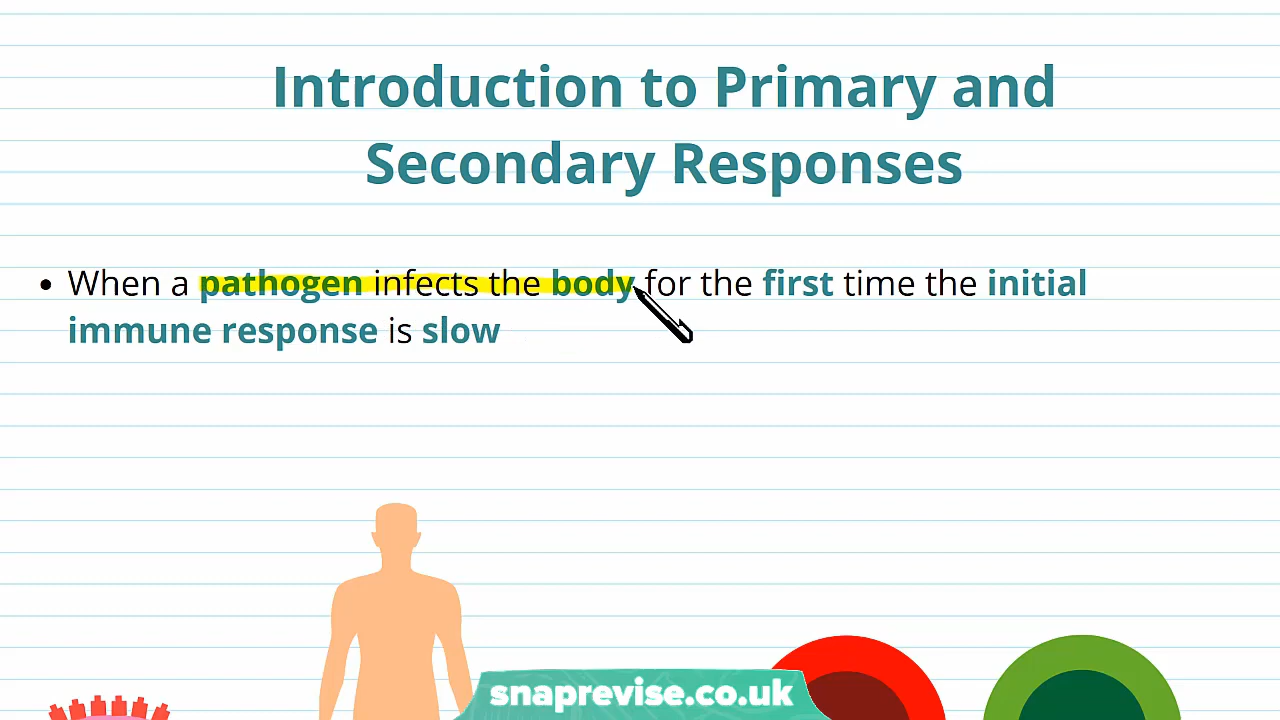 Introduction to Primary and
Secondary Responses
• When a pathogen infects the body for the first time the initial
immune response is slow
snaprevise.co.uk